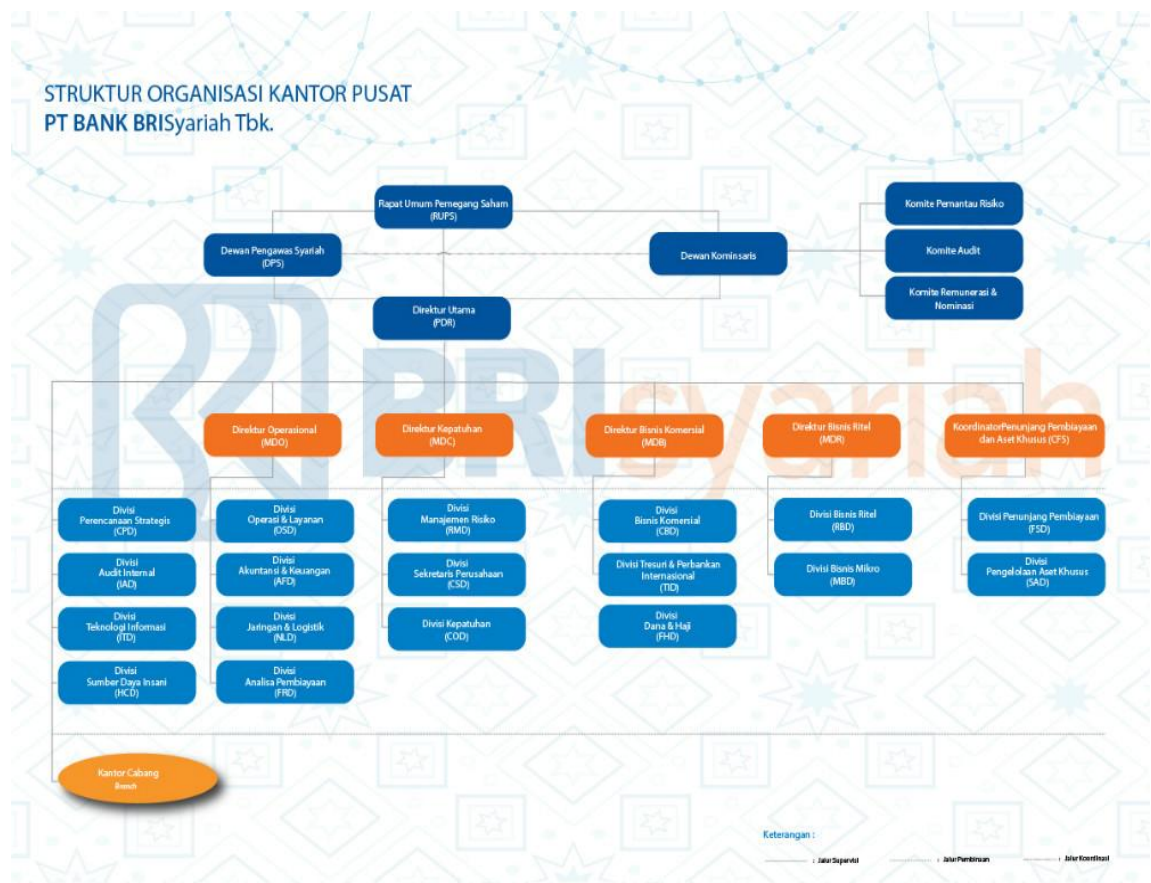 STRUKTUR ORGANISASI KANTOR PUSAT
PT BANK BRISyariah Tbk.
Rapat Umum Pemegang Saham
(RUPS)
Dewan Pengawas Syariah
(DPS)
Dewan Kominsaris
Komite Pemantau Risiko
Komite Audit
Komite Remunerasi &
Nominasi
Direktur Utama
(PDR)
BRIsyariah
Direktur Operasional
(MDO)
Direktur Kepatuhan
(MDC)
Direktur Bisnis Komersial
(MDB)
Direktur Bisnis Ritel
(MDR)
KoordinatorPenunjang Pembiayaan
dan Aset Khusus (CFS)
Divisi
Perencanaan Strategis
(CPD)
Divisi
Audit Internal
(IAD)
Divisi
Teknologi Informasi
(ITD)
Divisi
Sumber Daya Insani
(HCD)
Divisi
Operasi & Layanan
(OSD)
Divisi
Akuntansi & Keuangan
(AFD)
Divisi
Jaringan & Logistik
(NLD)
Divisi
Analisa Pembiayaan
(FRD)
Divisi
Manajemen Risiko
(RMD)
Divisi
Sekretaris Perusahaan
(CSD)
Divisi Kepatuhan
(COD)
Divisi
Bisnis Komersial
(CBD)
Divisi Tresuri & Perbankan
Internasional
(TID)
Divisi
Dana & Haji
(FHD)
Divisi Bisnis Ritel
(RBD)
Divisi Bisnis Mikro
(MBD)
Divisi Penunjang Pembiayaan
(FSD)
Divisi
Pengelolaan Aset Khusus
(SAD)
Kantor Cabang
Branch
Keterangan :
: Jalur Supervisi
: Jalur Pembinaan
: Jalur Koordinasi